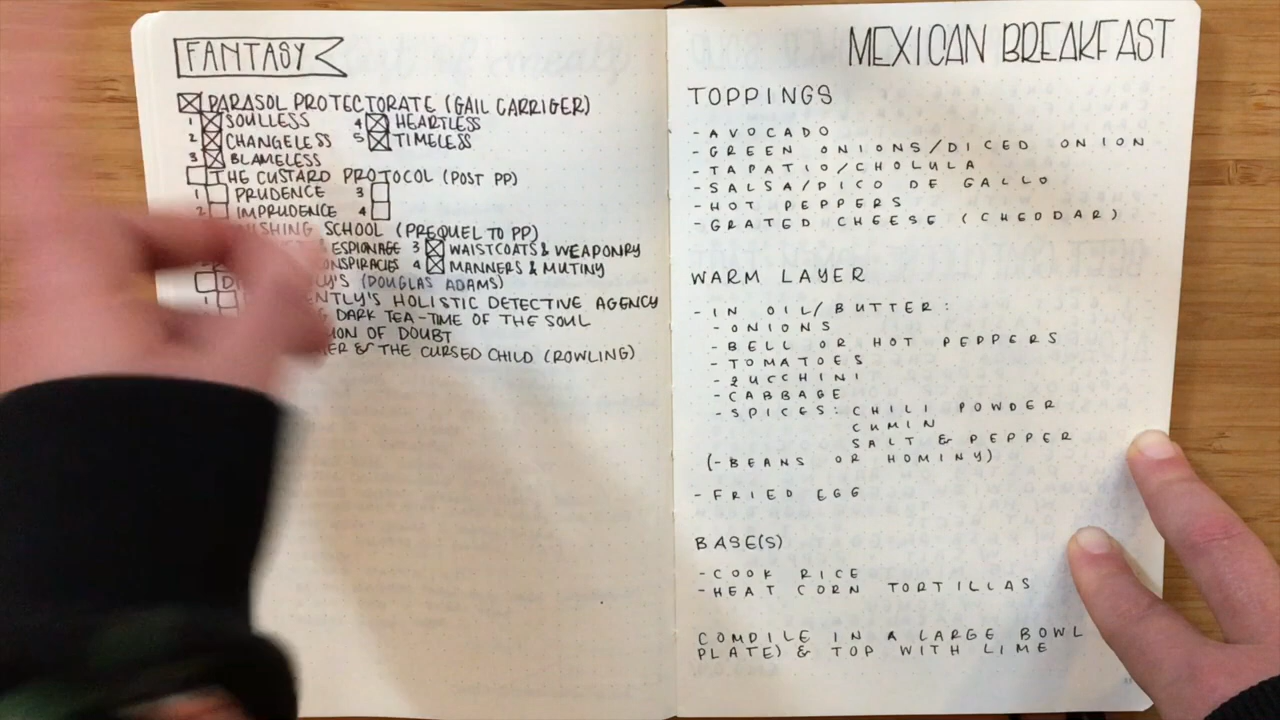 FANTASY
PARASOL PROTECTORATE (GAIL CARRIGER)
1 SOULLESS 4 HEARTLESS
2 CHANGELESS 5 TIMELESS
3 BLAMELESS
THE CUSTARD PROTOCOL (POST PP)
1 PRUDENCE 3
2 IMPRUDENCE 4
SCHOOL (PREQUEL TO PP)
& ESPIONAGE 3 WAISTCOATS & WEAPONRY
4 MANNERS & MUTINY
(DOUGLAS ADAMS)
1 HOLISTIC DETECTIVE AGENCY
DARK TEA-TIME OF THE SOUL
OF DOUBT
& THE CURSED CHILD (ROWLING)
MEXICAN BREAKFAST
TOPPINGS
- AVOCADO
- GREEN ONIONS/DICED ONION
- TAPATIO/CHOLULA
- SALSA/PICO DE GALLO
- HOT PEPPERS
- GRATED CHEESE (CHEDDAR)
WARM LAYER
- IN OIL/BUTTER:
- ONIONS
- BELL OR HOT PEPPERS
- TOMATOES
- ZUCCHINI
- CABBAGE
- SPICES: CHILI POWDER
CUMIN
SALT & PEPPER
(- BEANS OR HOMINY)
- FRIED EGG
BASE(S)
- COOK RICE
- HEAT CORN TORTILLAS
COMPILE IN A LARGE BOWL
PLATE) & TOP WITH LIME